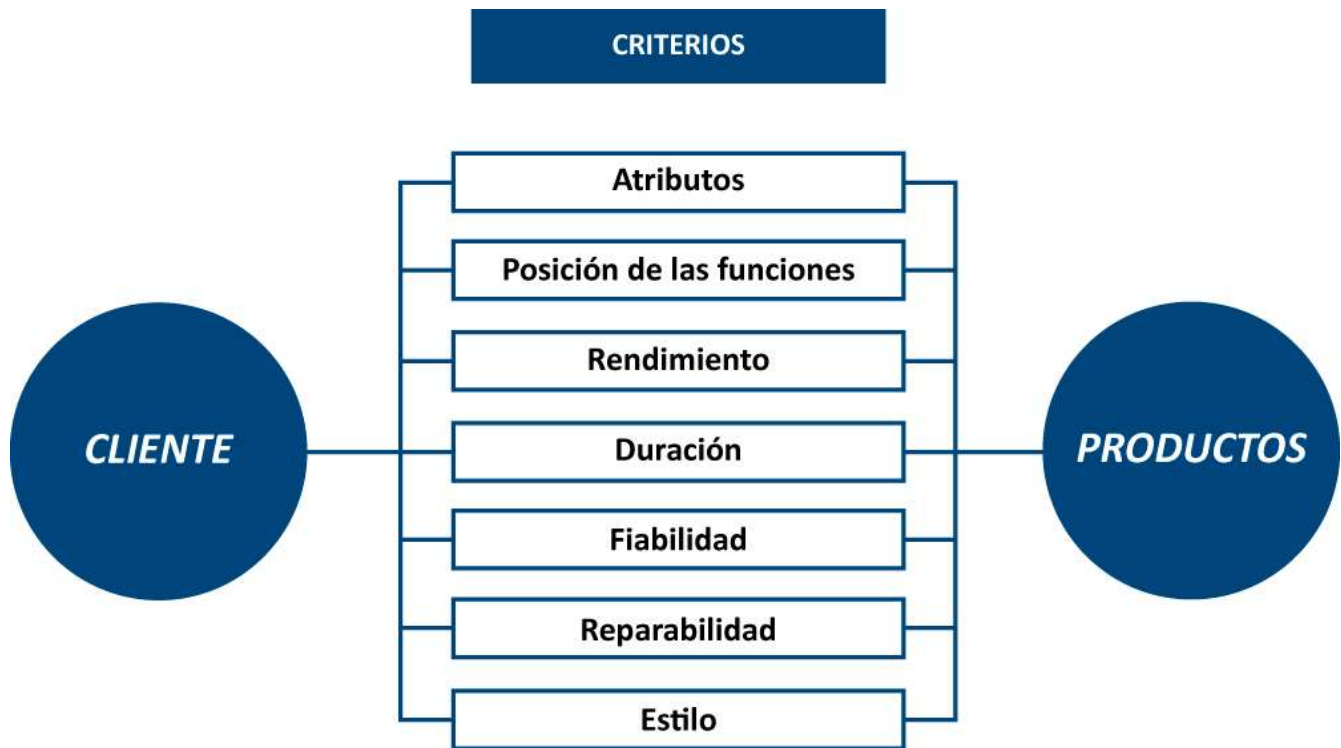 CRITERIOS
Atributos
Posición de las funciones
Rendimiento
Duración
Fiabilidad
Reparabilidad
Estilo
CLIENTE
PRODUCTOS